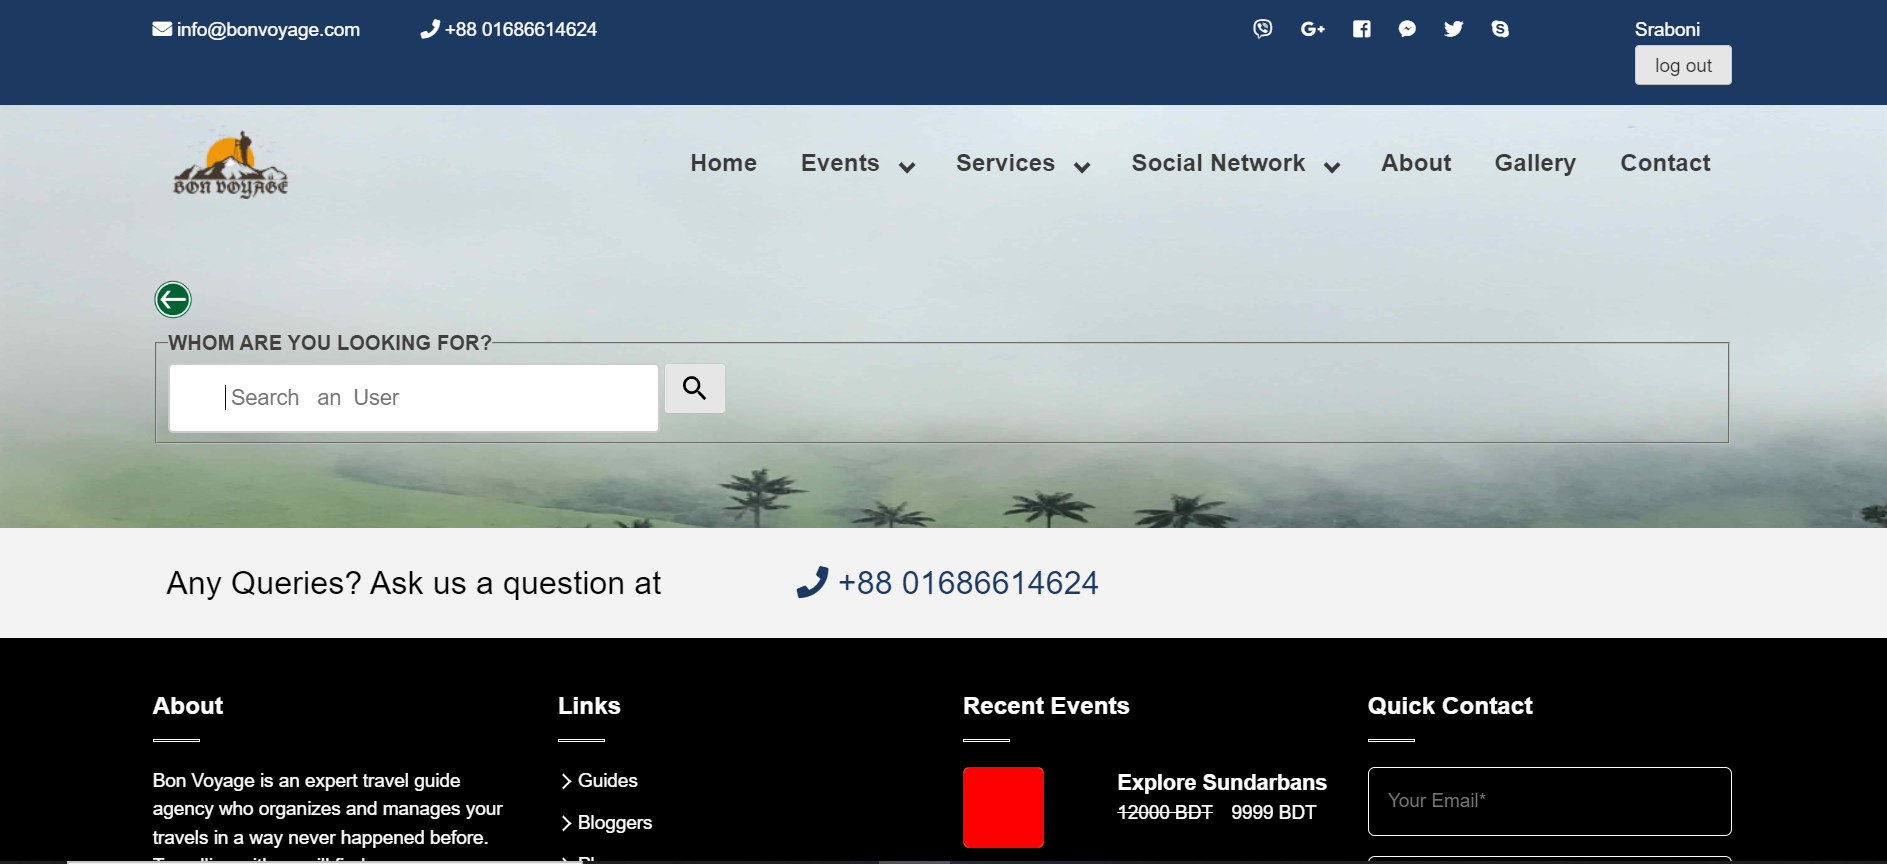 info@bonvoyage.com
+88 01686614624
Sraboni
log out
BON VOYAGE
Home
Events
Services
Social Network
About
Gallery
Contact
WHOM ARE YOU LOOKING FOR?
Search an User
Any Queries? Ask us a question at
+88 01686614624
About
Bon Voyage is an expert travel guide
agency who organizes and manages your
travels in a way never happened before.
Links
Guides
Bloggers
Recent Events
Explore Sundarbans
12000 BDT 9999 BDT
Quick Contact
Your Email*